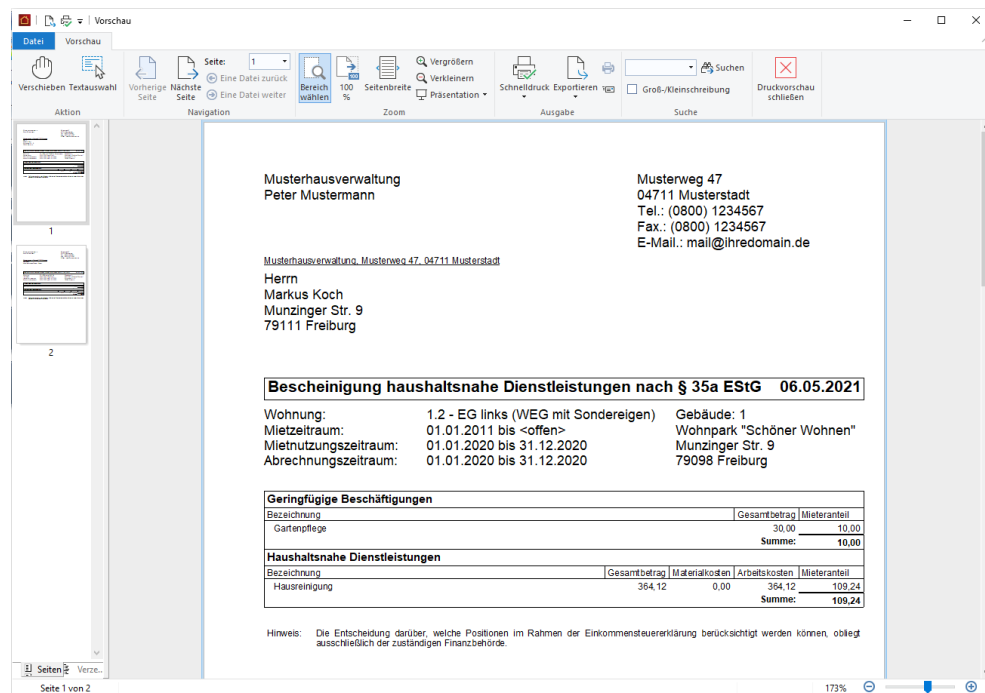 Vorschau
Datei Vorschau
Verschieben Textauswahl
Aktion
Vorherige Seite
Nächste Seite
Seite: 1
Eine Datei zurück
Eine Datei weiter
Navigation
Bereich wählen
100 %
Seitenbreite
Vergrößern
Verkleinern
Präsentation
Zoom
Schnelldruck Exportieren
Ausgabe
Suchen
Groß-/Kleinschreibung
Suche
Druckvorschau schließen
1
2
Musterhausverwaltung
Peter Mustermann
Musterweg 47
04711 Musterstadt
Tel.: (0800) 1234567
Fax.: (0800) 1234567
E-Mail.: mail@ihredomain.de
Musterhausverwaltung, Musterweg 47, 04711 Musterstadt
Herrn
Markus Koch
Munzinger Str. 9
79111 Freiburg
Bescheinigung haushaltsnahe Dienstleistungen nach § 35a EStG 06.05.2021
Wohnung: 1.2 - EG links (WEG mit Sondereigen) Gebäude: 1
Mietzeitraum: 01.01.2011 bis <offen> Wohnpark "Schöner Wohnen"
Mietnutzungszeitraum: 01.01.2020 bis 31.12.2020 Munzinger Str. 9
Abrechnungszeitraum: 01.01.2020 bis 31.12.2020 79098 Freiburg
Geringfügige Beschäftigungen
Bezeichnung Gesamtbetrag Mieteranteil
Gartenpflege 30,00 10,00
Summe: 10,00
Haushaltsnahe Dienstleistungen
Bezeichnung Gesamtbetrag Materialkosten Arbeitskosten Mieteranteil
Hausreinigung 364,12 0,00 364,12 109,24
Summe: 109,24
Hinweis: Die Entscheidung darüber, welche Positionen im Rahmen der Einkommensteuererklärung berücksichtigt werden können, obliegt
ausschließlich der zuständigen Finanzbehörde.
Seiten Verze..
Seite 1 von 2 173%